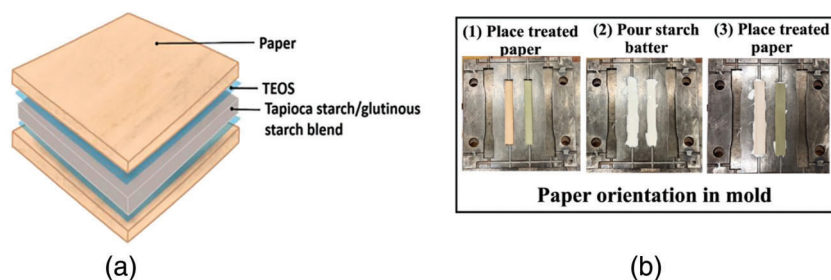 Paper
TEOS
Tapioca starch/glutinous
starch blend
(a)
(1) Place treated
paper
(2) Pour starch
batter
(3) Place treated
paper
Paper orientation in mold
(b)